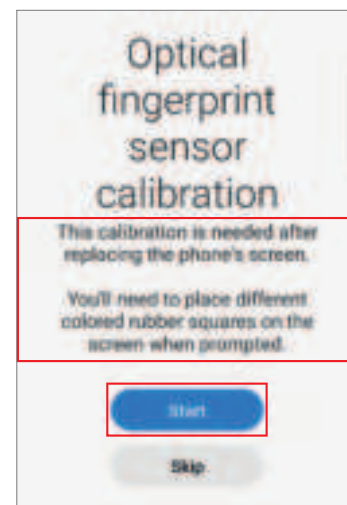 Optical
fingerprint
sensor
calibration
This calibration is needed after
replacing the phone's screen.
You'll need to place different
colored rubber squares on the
screen when prompted.
Start
Skip